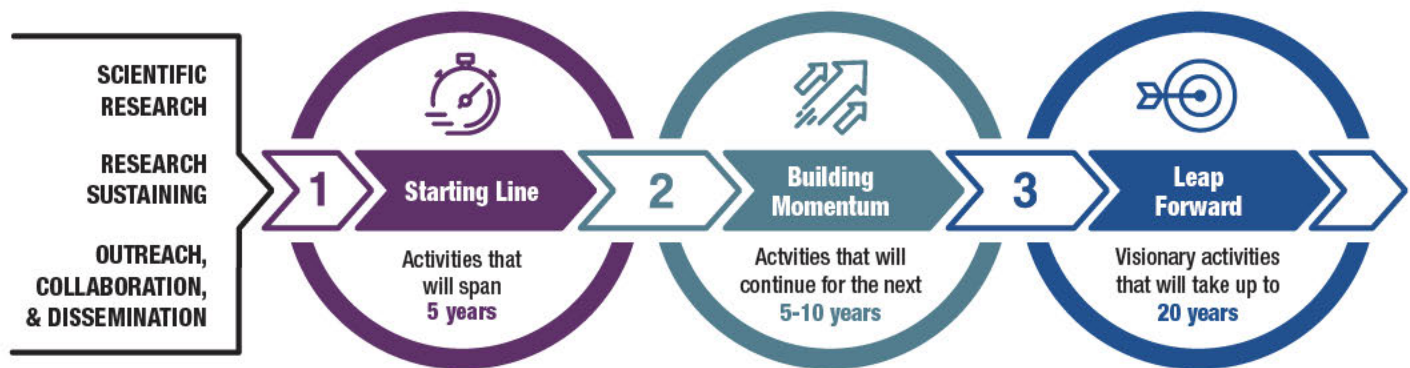 SCIENTIFIC
RESEARCH
RESEARCH
SUSTAINING
OUTREACH,
COLLABORATION,
& DISSEMINATION
1
Starting Line
Activities that
will span
5 years
2
Building
Momentum
Actvities that will
continue for the next
5-10 years
3
Leap
Forward
Visionary activities
that will take up to
20 years